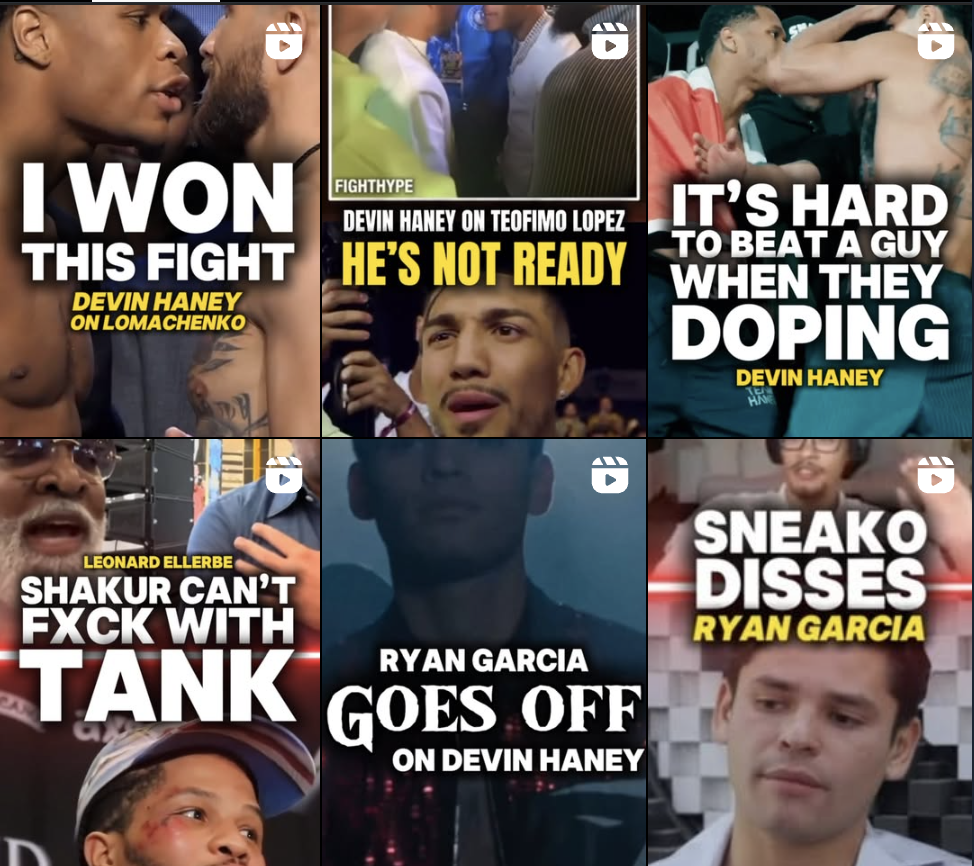 I WON
THIS FIGHT
DEVIN HANEY
ON LOMACHENKO
FIGHTHYPE
DEVIN HANEY ON TEOFIMO LOPEZ
HE'S NOT READY
IT'S HARD
TO BEAT A GUY
WHEN THEY
DOPING
DEVIN HANEY
LEONARD ELLERBE
SHAKUR CAN'T
FXCK WITH
TANK
RYAN GARCIA
GOES OFF
ON DEVIN HANEY
SNEAKO
DISSES
RYAN GARCIA